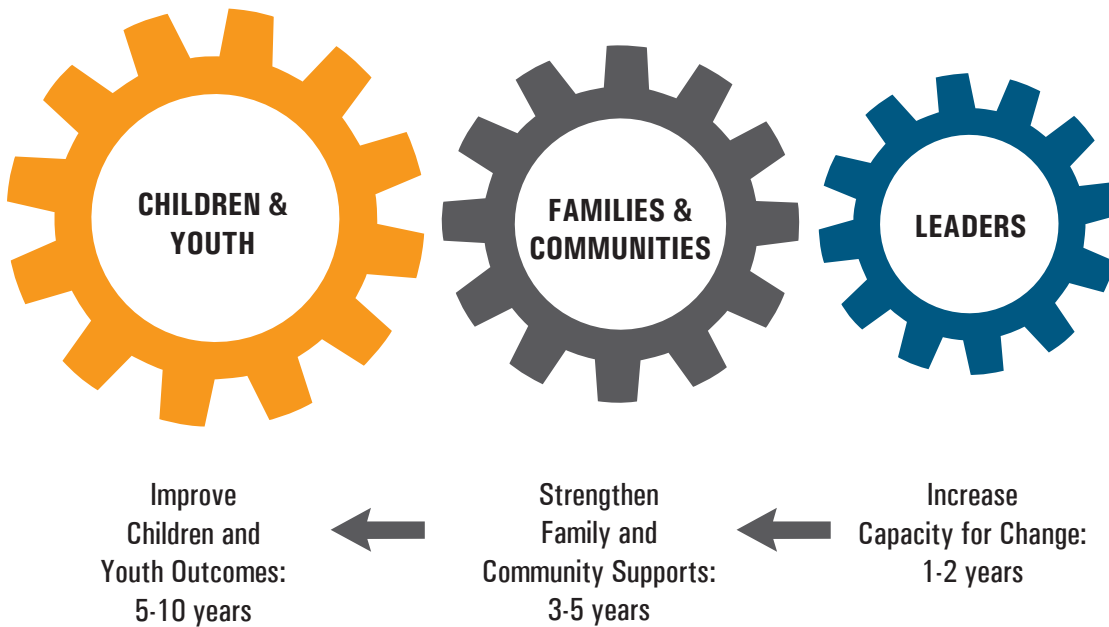 CHILDREN &
YOUTH
FAMILIES &
COMMUNITIES
LEADERS
Improve
Children and
Youth Outcomes:
5-10 years
Strengthen
Family and
Community Supports:
3-5 years
Increase
Capacity for Change:
1-2 years